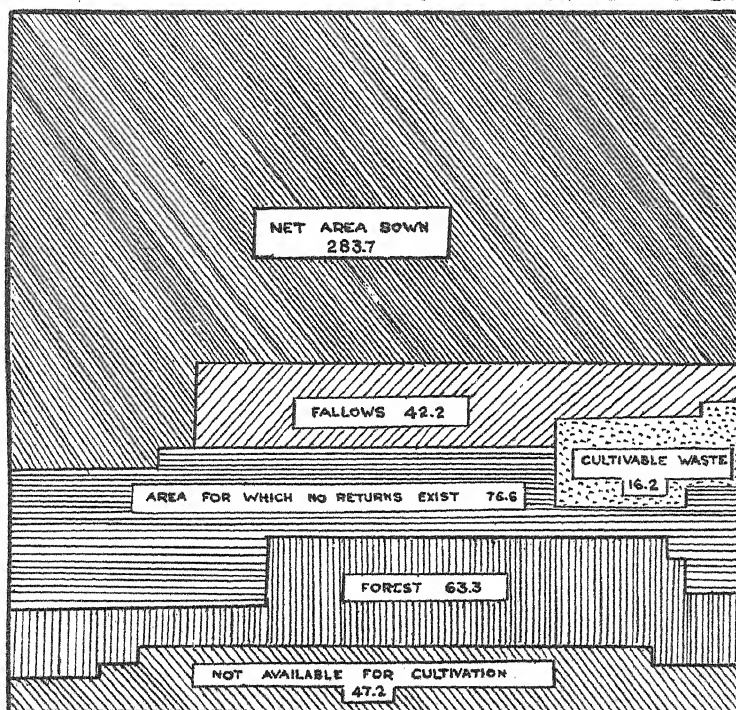 NET AREA SOWN
283.7
FALLOWS 42.2
CULTIVABLE WASTE
16.2
AREA FOR WHICH NO RETURNS EXIST 76.6
FOREST 63.3
NOT AVAILABLE FOR CULTIVATION
47.2